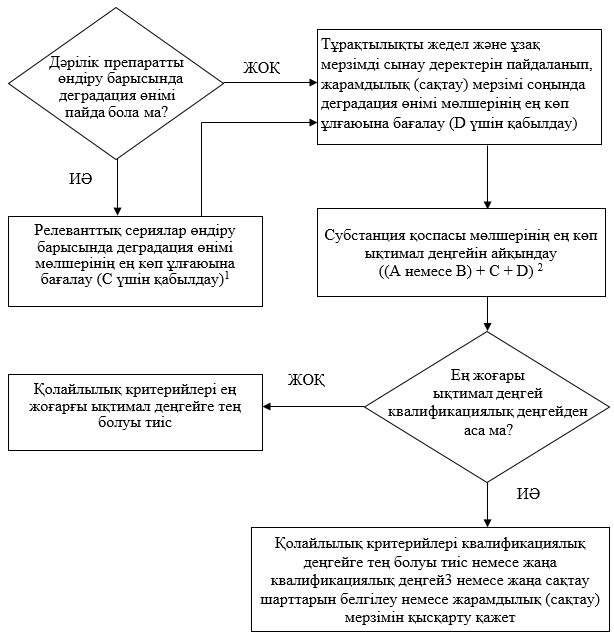 Дәрілік препаратты
өндіру барысында
деградация өнімі
пайда бола ма?
ЖОҚ
Тұрақтылықты жедел және ұзақ
мерзімді сынау деректерін пайдаланып,
жарамдылық (сақтау) мерзімі соңында
деградация өнімі мөлшерінің ең көп
ұлғаюына бағалау (D үшін қабылдау)
ИӘ
Релеванттық сериялар өндіру
барысында деградация өнімі
мөлшерінің ең көп ұлғаюына
бағалау (С үшін қабылдау)1
Субстанция қоспасы мөлшерінің ең көп
ықтимал деңгейін айқындау
((А немесе В) + С + D) 2
Ең жоғары
ықтимал деңгей
квалификациялық деңгейден
аса ма?
ЖОҚ
Қолайлылық критерийлері ең
жоғарғы ықтимал деңгейге тең
болуы тиіс
ИӘ
Қолайлылық критерийлері квалификациялық
деңгейге тең болуы тиіс немесе жаңа
квалификациялық деңгей3 немесе жаңа сақтау
шарттарын белгілеу немесе жарамдылық (сақтау)
мерзімін қысқарту қажет